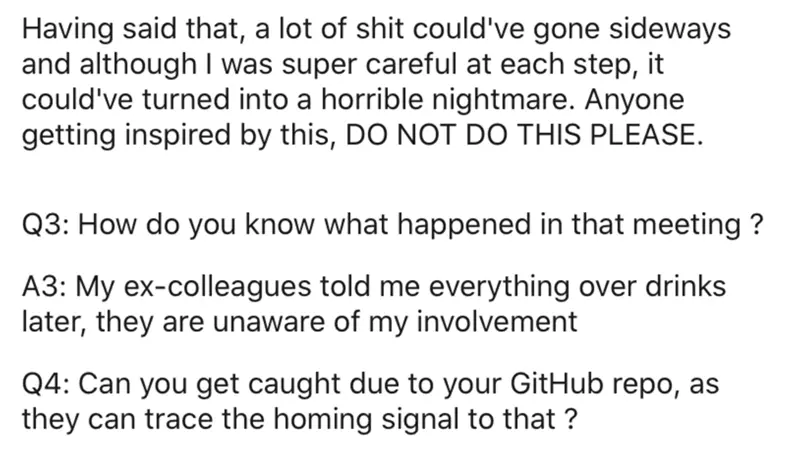 Having said that, a lot of shit could've gone sideways
and although I was super careful at each step, it
could've turned into a horrible nightmare. Anyone
getting inspired by this, DO NOT DO THIS PLEASE.
Q3: How do you know what happened in that meeting ?
A3: My ex-colleagues told me everything over drinks
later, they are unaware of my involvement
Q4: Can you get caught due to your GitHub repo, as
they can trace the homing signal to that ?